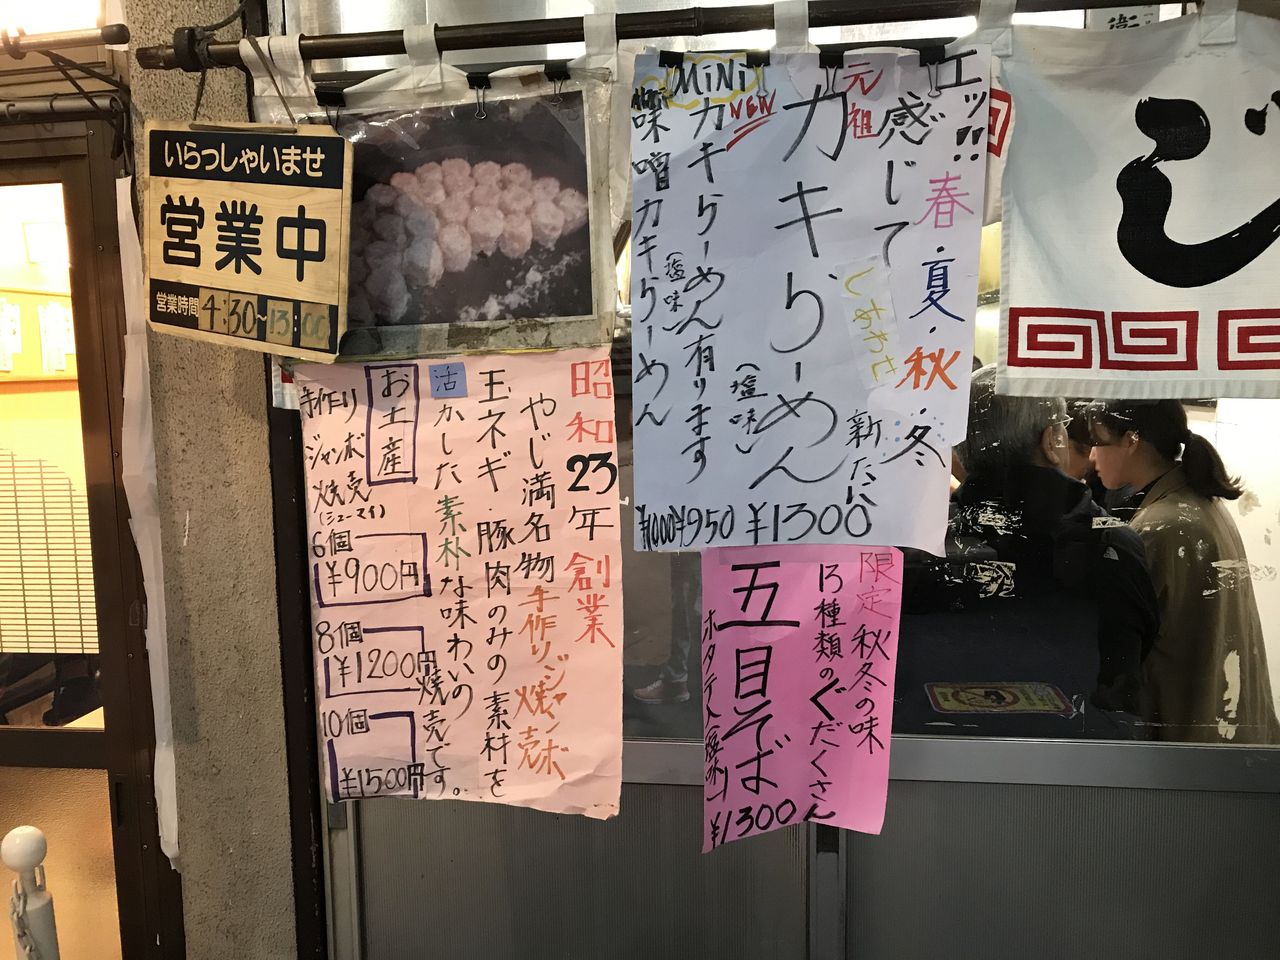 いらっしゃいませ
営業中
営業時間 4:30~13:00
昭和23年創業
やじ満名物手作りジャンボ焼売
玉ネギ・豚肉のみの素材を
活かした素朴な味わいの
焼売です。
お土産
手作り
ジャンボ
焼売
(シューマイ)
6個
¥900円
8個
¥1200円
10個
¥1500円
エッ!!
春・夏・秋・冬
感じて
新たに
しあわせ
元祖
カキらーめん
(塩味)
¥1300
MiNi
NEW
カキらーめん有ります
(塩味)
¥950
味噌カキらーめん
¥1000
限定 秋冬の味
13種類のぐだくさん
五目そば
¥1300
ホタテ入(塩味)
じ